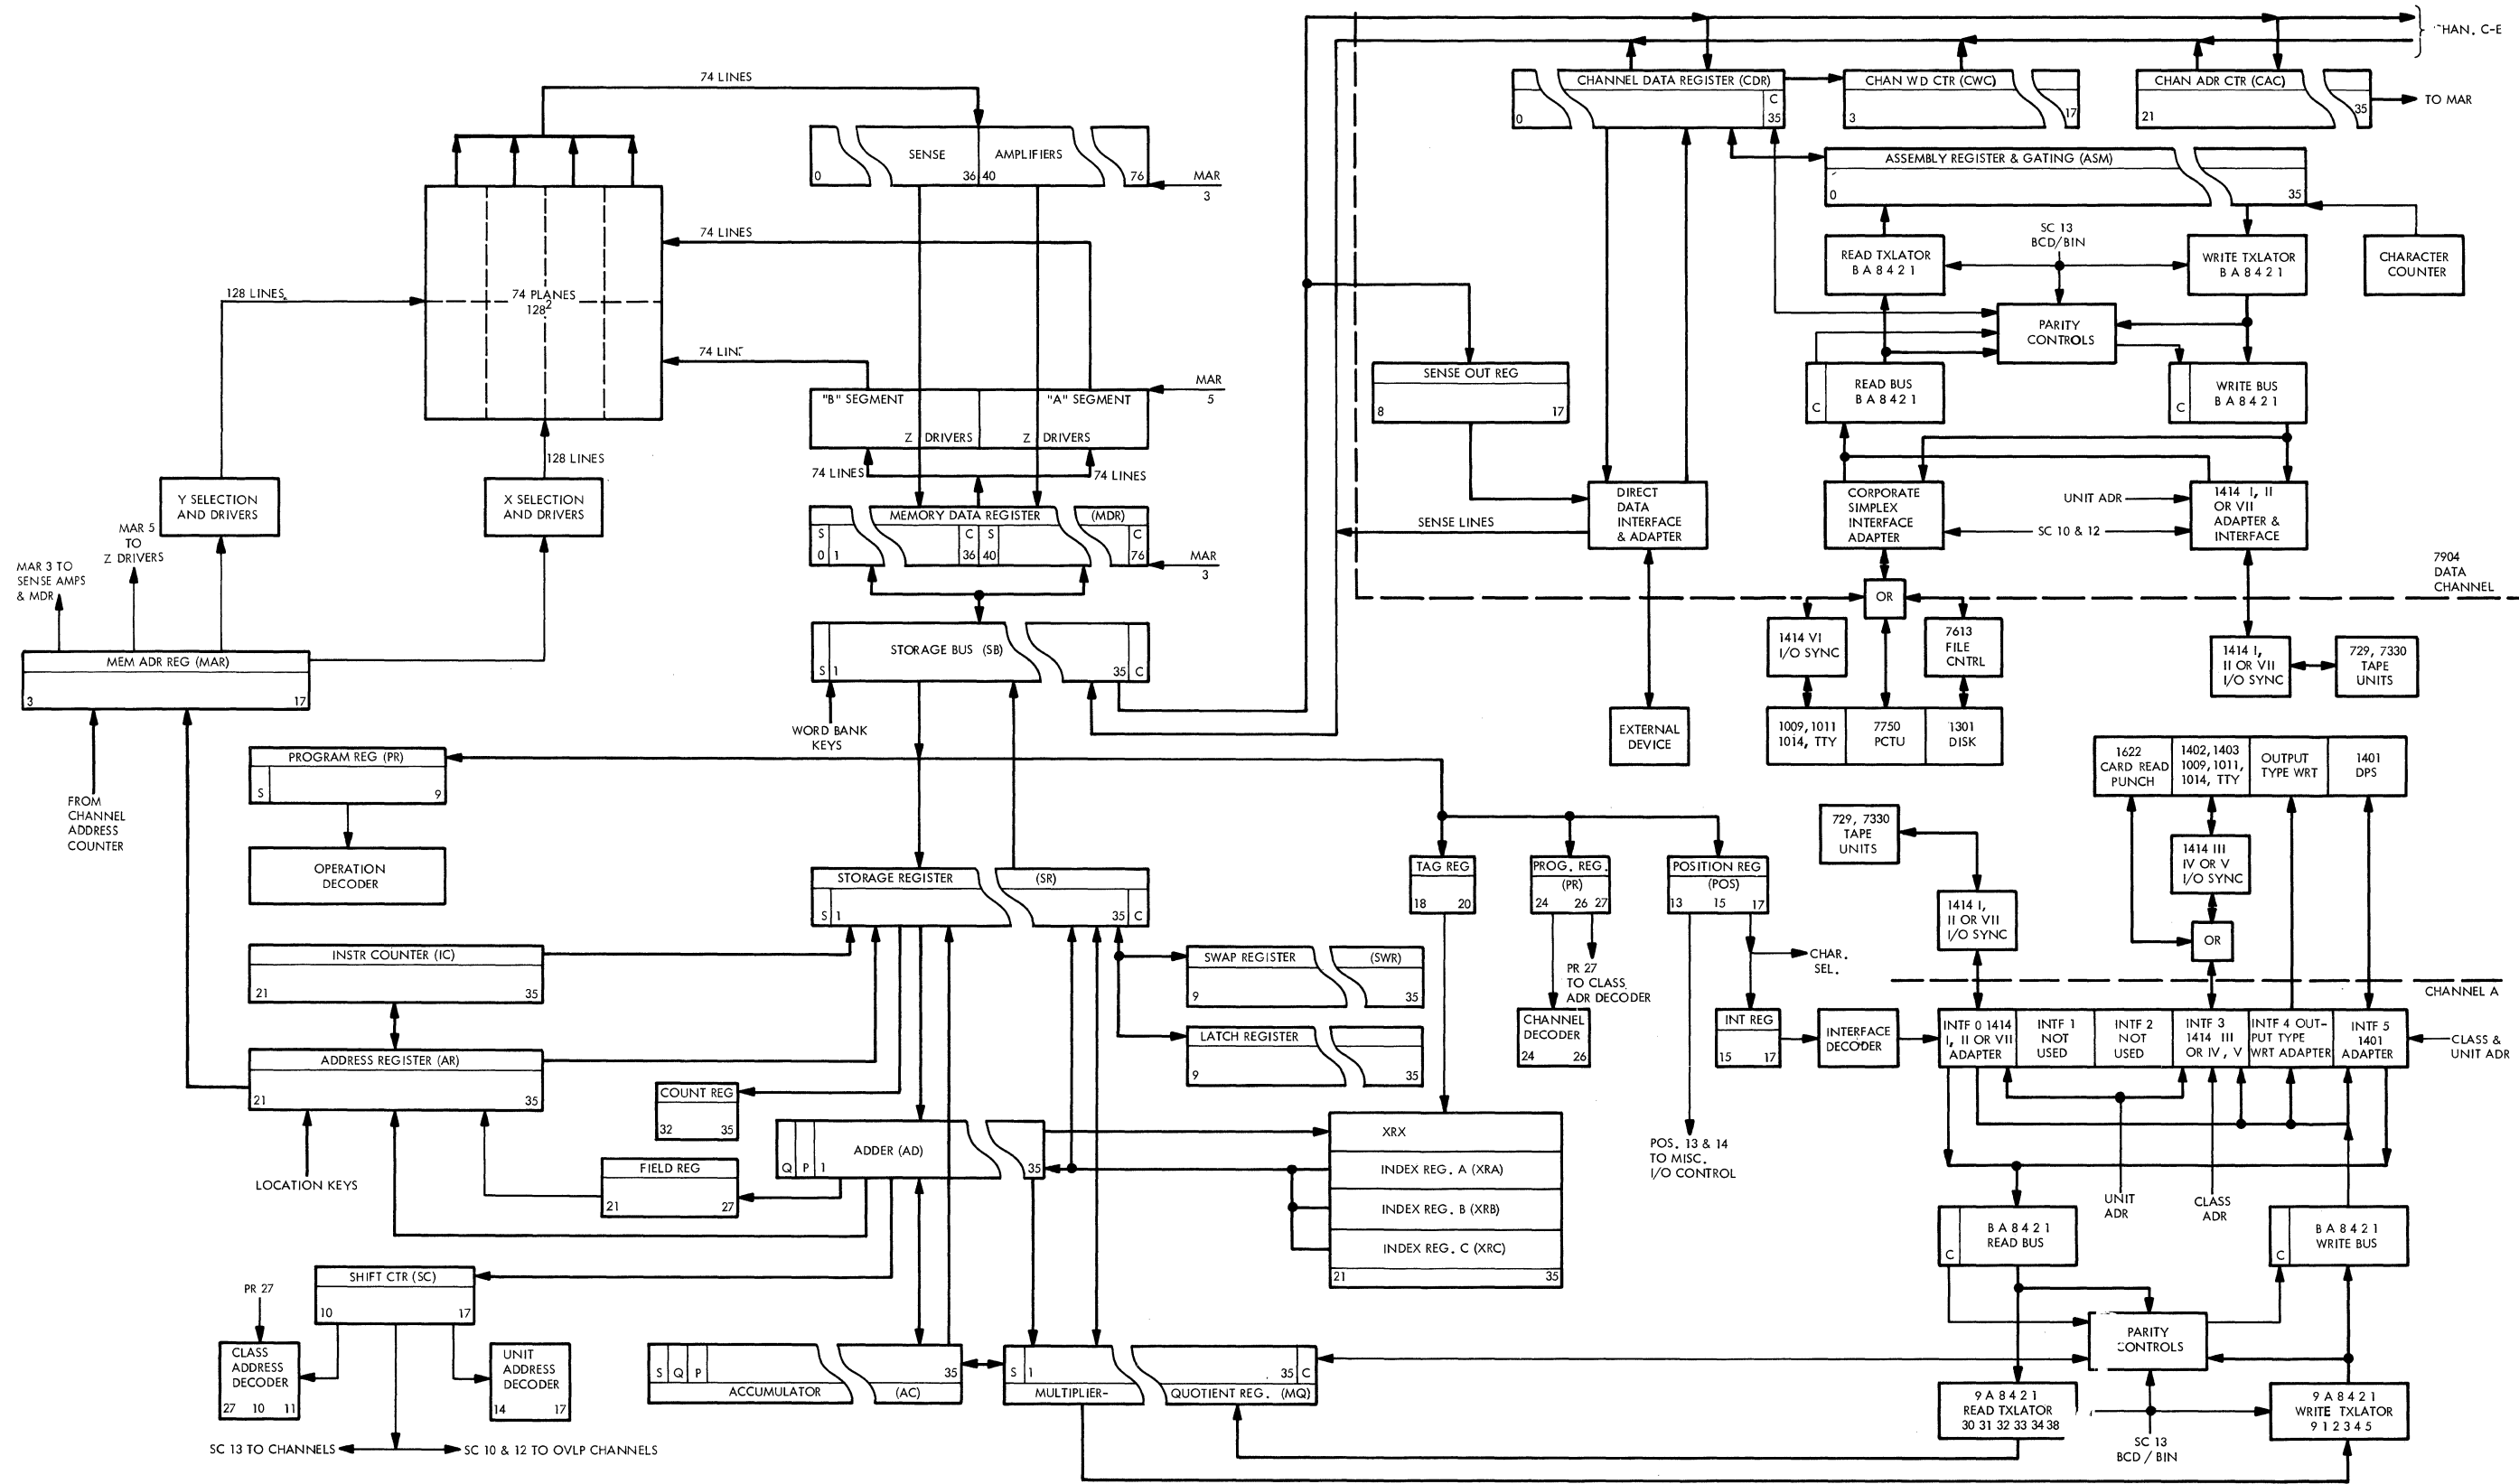 74 LINES
SENSE
AMPLIFIERS
0
36
40
76
MAR
3
74 LINES
128 LINES
74 PLANES
128²
"B" SEGMENT
"A" SEGMENT
MAR
5
Z DRIVERS
Z DRIVERS
128 LINES
74 LINES
74 LINES
Y SELECTION
AND DRIVERS
X SELECTION
AND DRIVERS
MEMORY DATA REGISTER
(MDR)
S
C
S
C
0
1
36
40
76
MAR
3
MAR 5
TO
Z DRIVERS
MAR 3 TO
SENSE AMPS
& MDR
MEM ADR REG (MAR)
3
17
STORAGE BUS (SB)
S
1
35
C
WORD BANK
KEYS
FROM
CHANNEL
ADDRESS
COUNTER
PROGRAM REG (PR)
S
9
OPERATION
DECODER
STORAGE REGISTER
(SR)
S
1
35
C
INSTR COUNTER (IC)
21
35
ADDRESS REGISTER (AR)
21
35
LOCATION KEYS
COUNT REG
32
35
FIELD REG
21
27
ADDER (AD)
Q
P
1
35
SWAP REGISTER
(SWR)
9
35
LATCH REGISTER
9
35
XRX
INDEX REG. A (XRA)
INDEX REG. B (XRB)
INDEX REG. C (XRC)
21
35
SHIFT CTR (SC)
10
17
PR 27
CLASS
ADDRESS
DECODER
27
10
11
UNIT
ADDRESS
DECODER
14
17
SC 13 TO CHANNELS
SC 10 & 12 TO OVLP CHANNELS
S
Q
P
35
ACCUMULATOR
(AC)
S
1
35
C
MULTIPLIER-
QUOTIENT REG. (MQ)
HAN. C-E
CHANNEL DATA REGISTER (CDR)
0
C
35
CHAN WD CTR (CWC)
3
17
CHAN ADR CTR (CAC)
21
35
TO MAR
ASSEMBLY REGISTER & GATING (ASM)
0
35
READ TXLATOR
B A 8 4 2 1
SC 13
BCD/BIN
WRITE TXLATOR
B A 8 4 2 1
CHARACTER
COUNTER
PARITY
CONTROLS
C
READ BUS
B A 8 4 2 1
C
WRITE BUS
B A 8 4 2 1
SENSE OUT REG
8
17
SENSE LINES
DIRECT
DATA
INTERFACE
& ADAPTER
CORPORATE
SIMPLEX
INTERFACE
ADAPTER
UNIT ADR
SC 10 & 12
1414 I, II
OR VII
ADAPTER &
INTERFACE
7904
DATA
CHANNEL
OR
1414 VI
I/O SYNC
7613
FILE
CNTRL
1414 I,
II OR VII
I/O SYNC
729, 7330
TAPE
UNITS
EXTERNAL
DEVICE
1009, 1011
1014, TTY
7750
PCTU
1301
DISK
1622
CARD READ
PUNCH
1402, 1403
1009, 1011,
1014, TTY
OUTPUT
TYPE WRT
1401
DPS
729, 7330
TAPE
UNITS
1414 III
IV OR V
I/O SYNC
1414 I,
II OR VII
I/O SYNC
OR
CHANNEL A
TAG REG
18
20
PROG. REG.
(PR)
24
26
27
POSITION REG
(POS)
13
15
17
CHAR.
SEL.
PR 27
TO CLASS
ADR DECODER
CHANNEL
DECODER
24
26
INT REG
15
17
INTERFACE
DECODER
INTF 0 1414
I, II OR VII
ADAPTER
INTF 1
NOT
USED
INTF 2
NOT
USED
INTF 3
1414 III
OR IV, V
INTF 4 OUT-
PUT TYPE
WRT ADAPTER
INTF 5
1401
ADAPTER
CLASS &
UNIT ADR
POS. 13 & 14
TO MISC.
I/O CONTROL
UNIT
ADR
CLASS
ADR
C
B A 8 4 2 1
READ BUS
C
B A 8 4 2 1
WRITE BUS
PARITY
9 A 8 4 2 1
READ TXLATOR
30 31 32 33 34 38
SC 13
BCD / BIN
9 A 8 4 2 1
WRITE TXLATOR
9 1 2 3 4 5